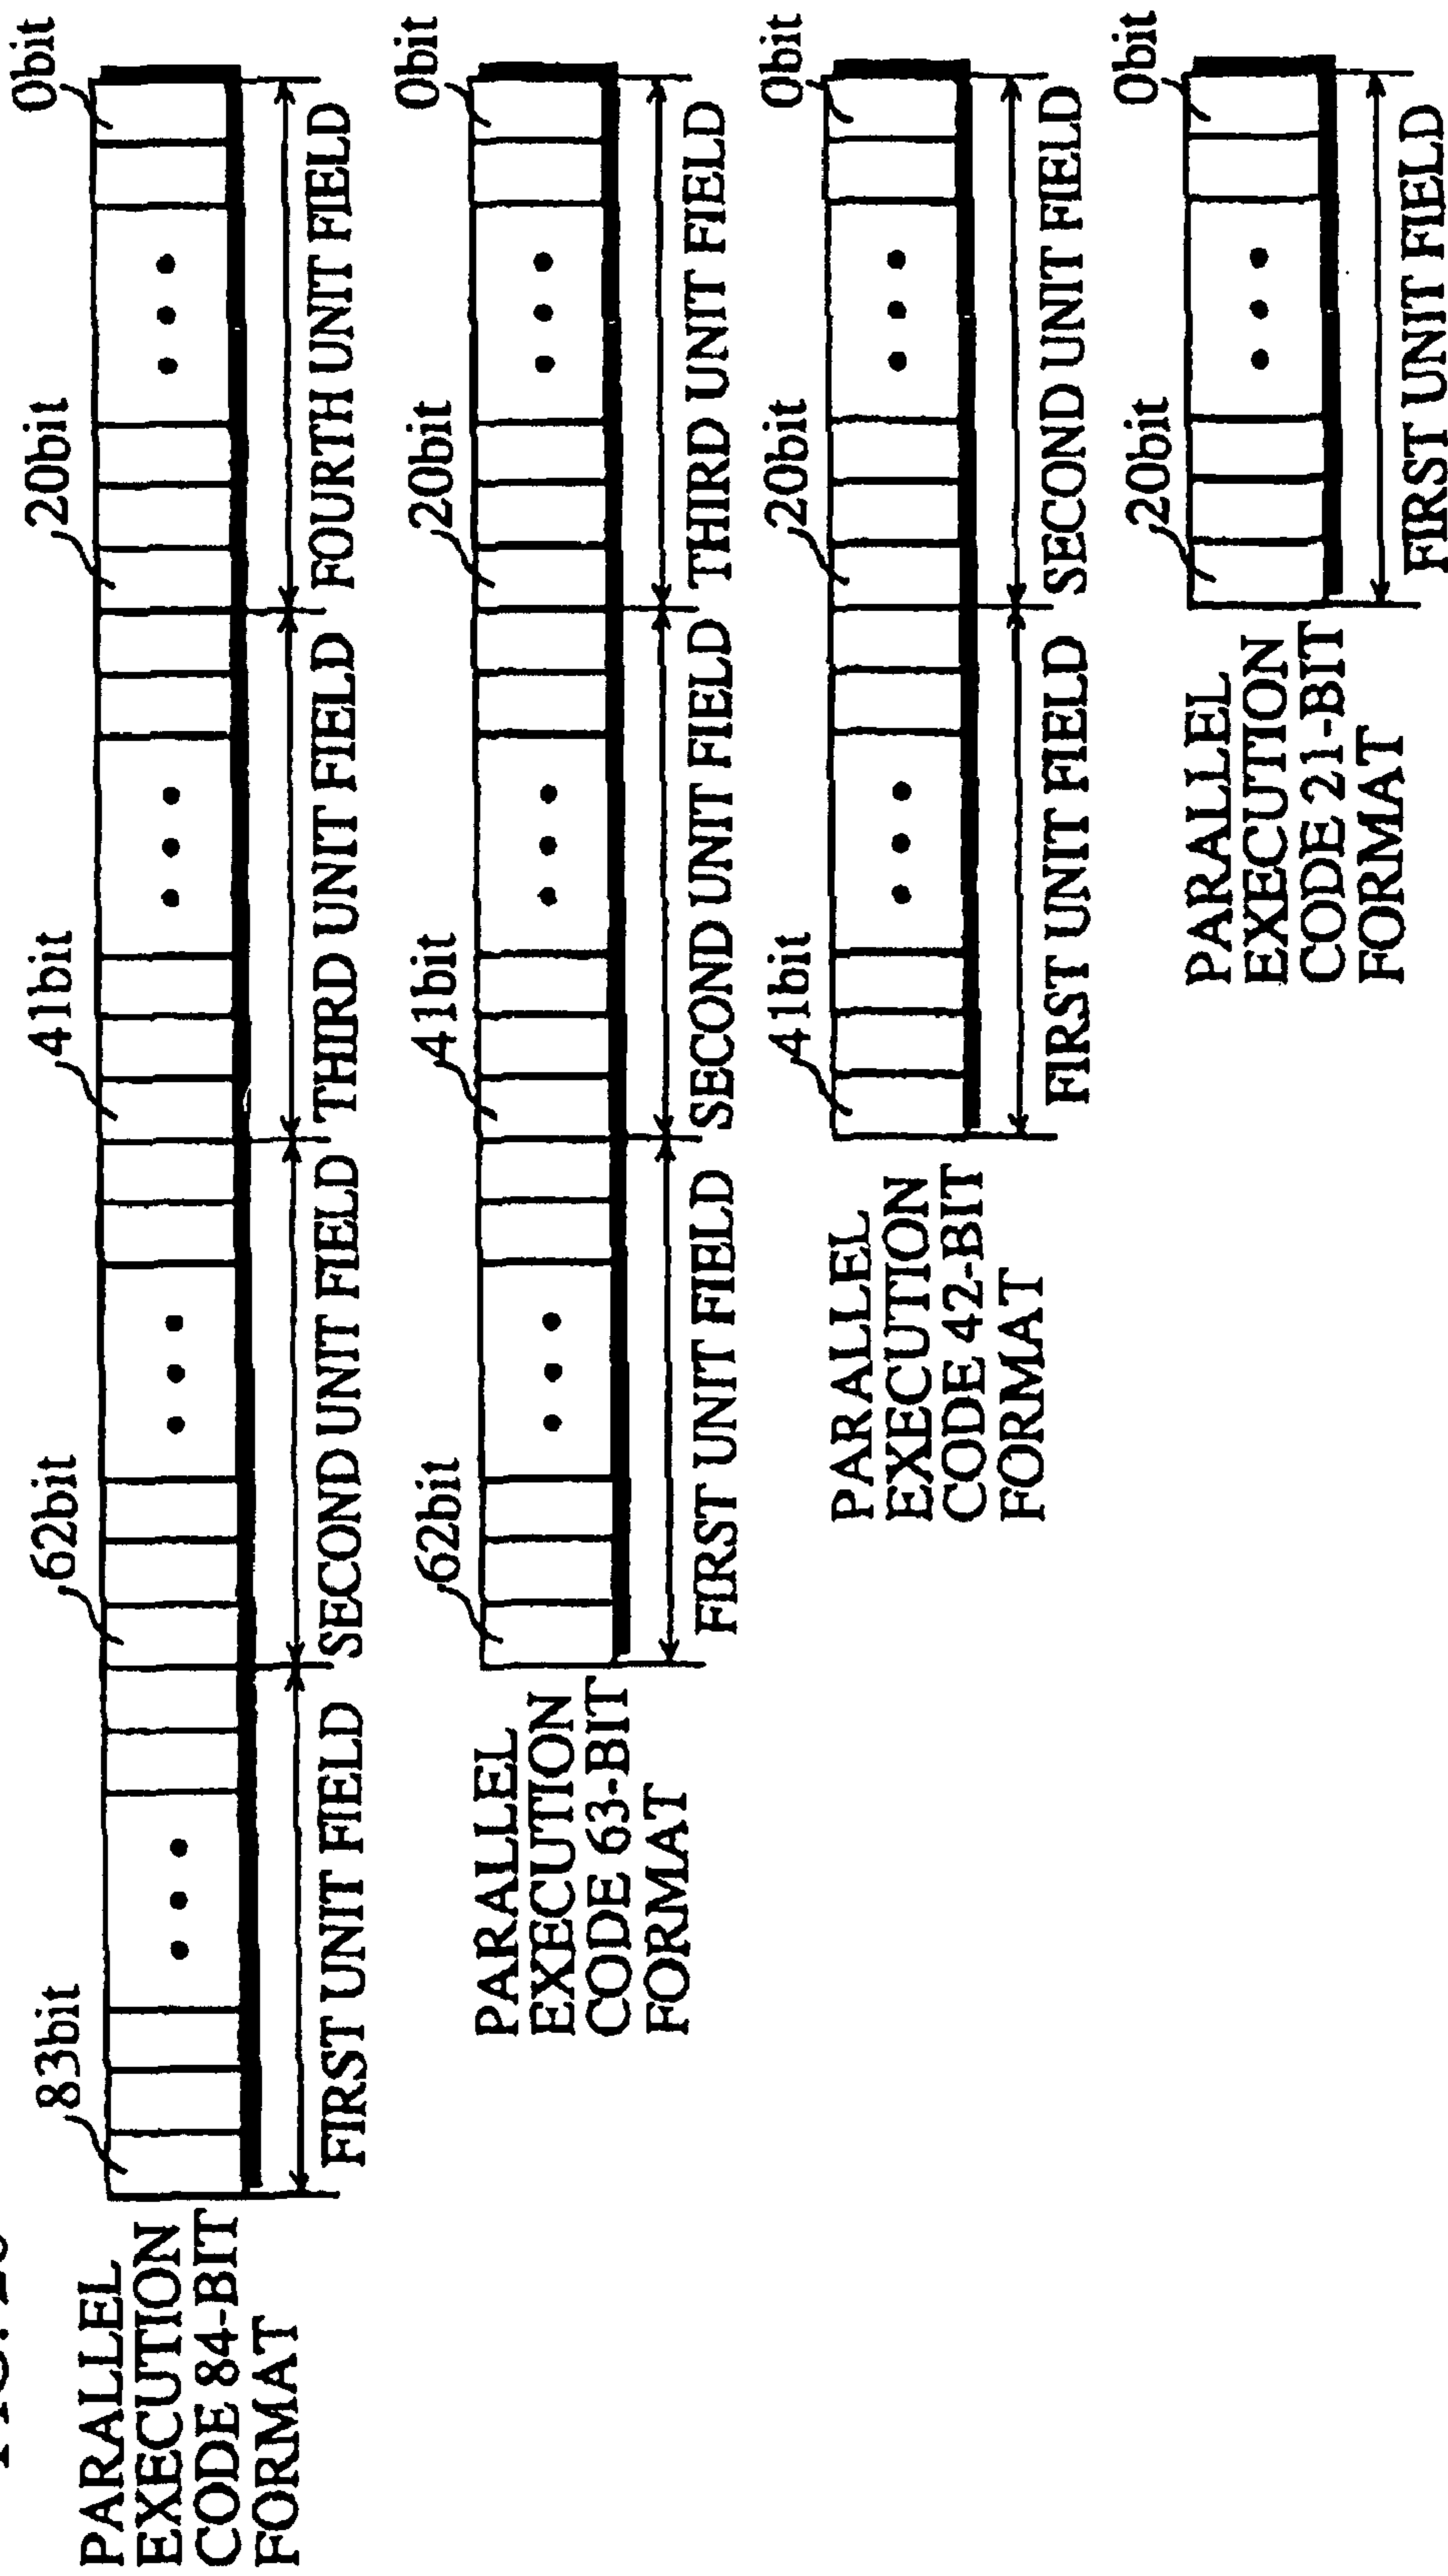 PARALLEL
EXECUTION
CODE 84-BIT
FORMAT
83bit
62bit
41bit
20bit
0bit
FIRST UNIT FIELD
SECOND UNIT FIELD
THIRD UNIT FIELD
FOURTH UNIT FIELD
PARALLEL
EXECUTION
CODE 63-BIT
FORMAT
62bit
41bit
20bit
0bit
FIRST UNIT FIELD
SECOND UNIT FIELD
THIRD UNIT FIELD
PARALLEL
EXECUTION
CODE 42-BIT
FORMAT
41bit
20bit
0bit
FIRST UNIT FIELD
SECOND UNIT FIELD
PARALLEL
EXECUTION
CODE 21-BIT
FORMAT
20bit
0bit
FIRST UNIT FIELD